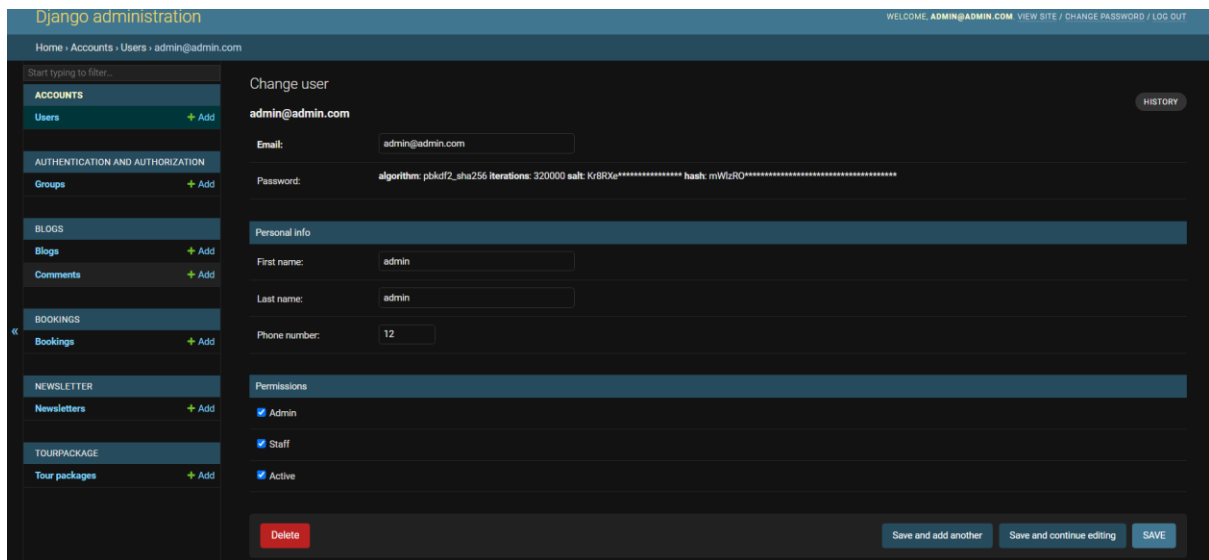 Django administration
WELCOME, ADMIN@ADMIN.COM. VIEW SITE / CHANGE PASSWORD / LOG OUT
Home › Accounts › Users › admin@admin.com
Start typing to filter...
ACCOUNTS
Users + Add
AUTHENTICATION AND AUTHORIZATION
Groups + Add
BLOGS
Blogs + Add
Comments + Add
BOOKINGS
Bookings + Add
NEWSLETTER
Newsletters + Add
TOURPACKAGE
Tour packages + Add
«
Change user
HISTORY
admin@admin.com
Email: admin@admin.com
Password: algorithm: pbkdf2_sha256 iterations: 320000 salt: Kr8RXe**************** hash: mWlzRO**************************************
Personal info
First name: admin
Last name: admin
Phone number: 12
Permissions
Admin
Staff
Active
Delete
Save and add another
Save and continue editing
SAVE